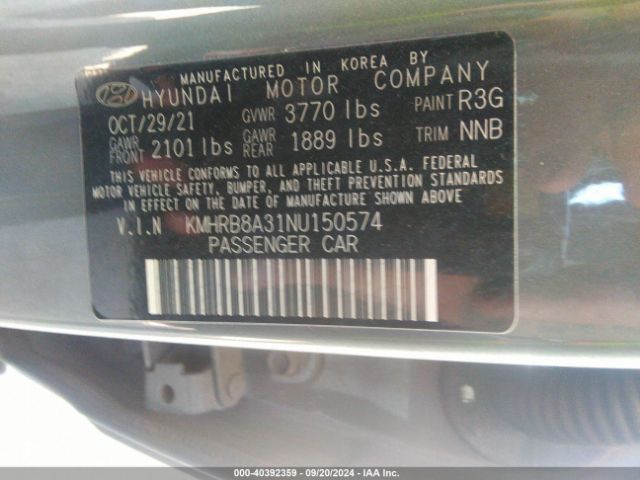 MANUFACTURED IN KOREA BY
HYUNDAI MOTOR COMPANY
OCT/29/21 GVWR 3770 lbs PAINT R3G
GAWR FRONT 2101 lbs GAWR REAR 1889 lbs TRIM NNB
THIS VEHICLE CONFORMS TO ALL APPLICABLE U.S.A. FEDERAL
MOTOR VEHICLE SAFETY, BUMPER, AND THEFT PREVENTION STANDARDS
IN EFFECT ON THE DATE OF MANUFACTURE SHOWN ABOVE
V.I.N KMHRB8A31NU150574
PASSENGER CAR
000-40392359 - 09/20/2024 - IAA Inc.